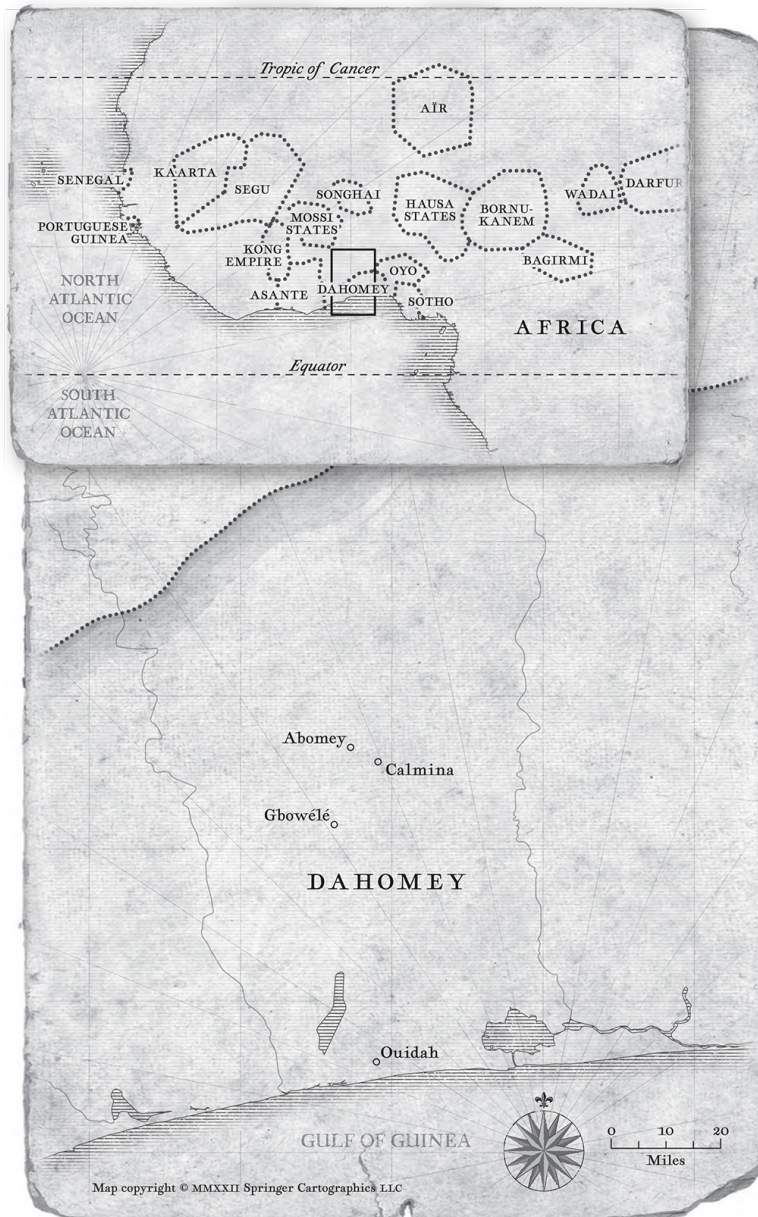 Tropic of Cancer
AÏR
SENEGAL
KAARTA
SEGU
SONGHAI
HAUSA
STATES
BORNU-
KANEM
WADAI
DARFUR
PORTUGUESE
GUINEA
MOSSI
STATES
KONG
EMPIRE
OYO
BAGIRMI
NORTH
ATLANTIC
OCEAN
ASANTE
DAHOMEY
SOTHO
AFRICA
Equator
SOUTH
ATLANTIC
OCEAN
Abomey
Calmina
Gbowélé
DAHOMEY
Ouidah
GULF OF GUINEA
0 10 20
Miles
Map copyright © MMXXII Springer Cartographics LLC